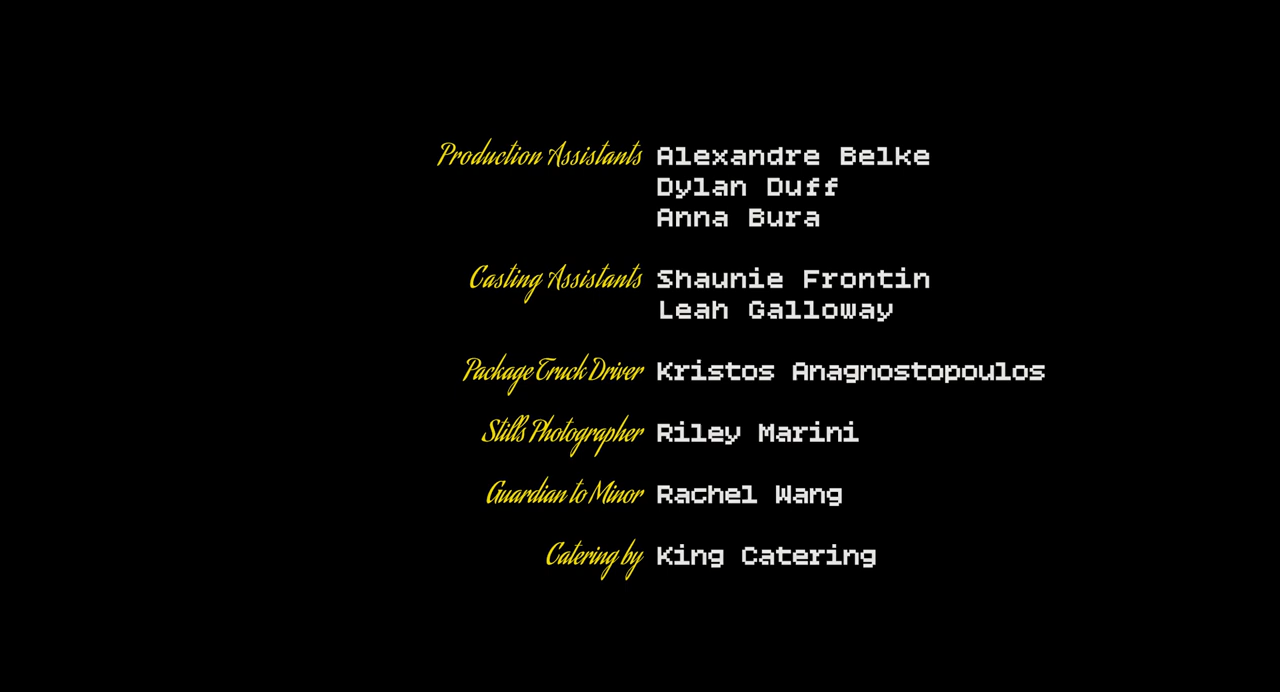 Production Assistants Alexandre Belke
Dylan Duff
Anna Bura
Casting Assistants Shaunie Frontin
Leah Galloway
Package Truck Driver Kristos Anagnostopoulos
Stills Photographer Riley Marini
Guardian to Minor Rachel Wang
Catering by King Catering